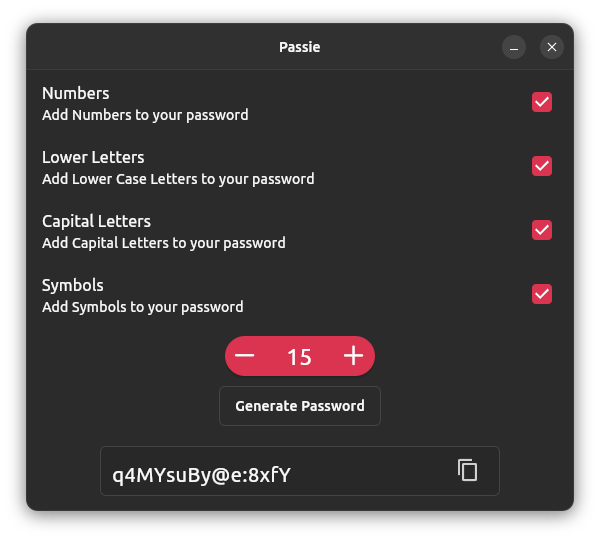 Passie
Numbers
Add Numbers to your password
Lower Letters
Add Lower Case Letters to your password
Capital Letters
Add Capital Letters to your password
Symbols
Add Symbols to your password
15
Generate Password
q4MYsuBy@e:8xfY